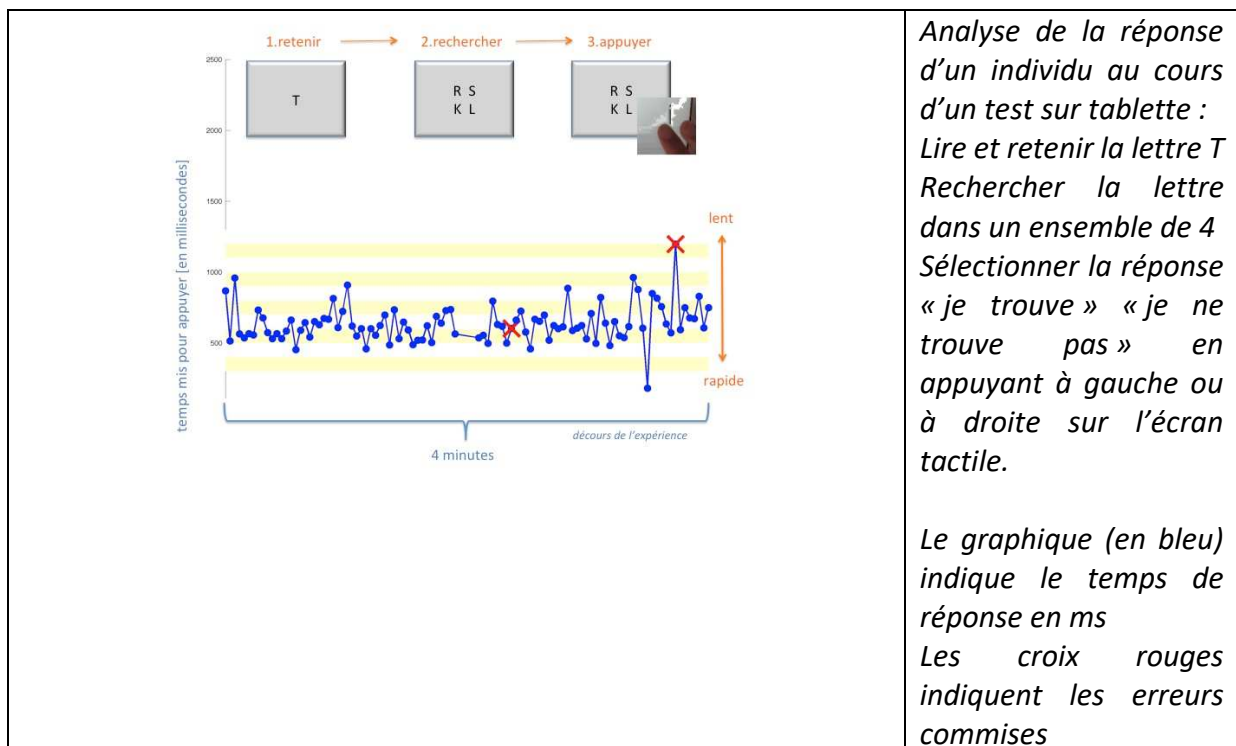 1.retenir 2.rechercher 3.appuyer
2500
T
R S
K L
R S
K L
2000
1500
1000
500
temps mis pour appuyer [en millisecondes]
lent
rapide
décours de l'expérience
4 minutes
Analyse de la réponse
d'un individu au cours
d'un test sur tablette :
Lire et retenir la lettre T
Rechercher la lettre
dans un ensemble de 4
Sélectionner la réponse
« je trouve » « je ne
trouve pas » en
appuyant à gauche ou
à droite sur l'écran
tactile.
Le graphique (en bleu)
indique le temps de
réponse en ms
Les croix rouges
indiquent les erreurs
commises